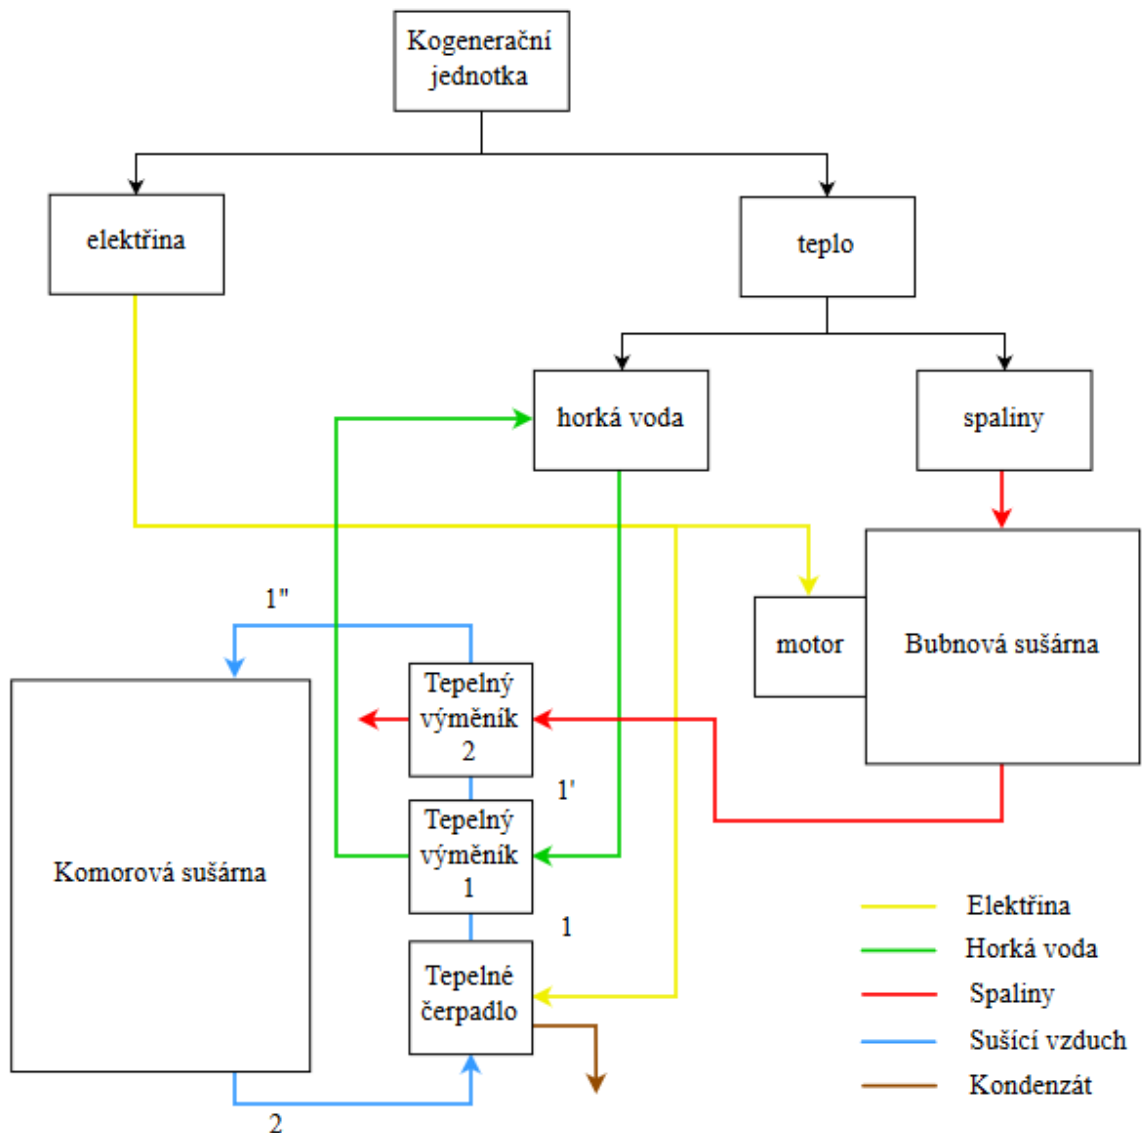 Kogenerační
jednotka
elektřina
teplo
horká voda
spaliny
1"
motor
Bubnová sušárna
Tepelný
výměník
2
1'
Tepelný
výměník
1
Komorová sušárna
1
Tepelné
čerpadlo
2
Elektřina
Horká voda
Spaliny
Sušící vzduch
Kondenzát